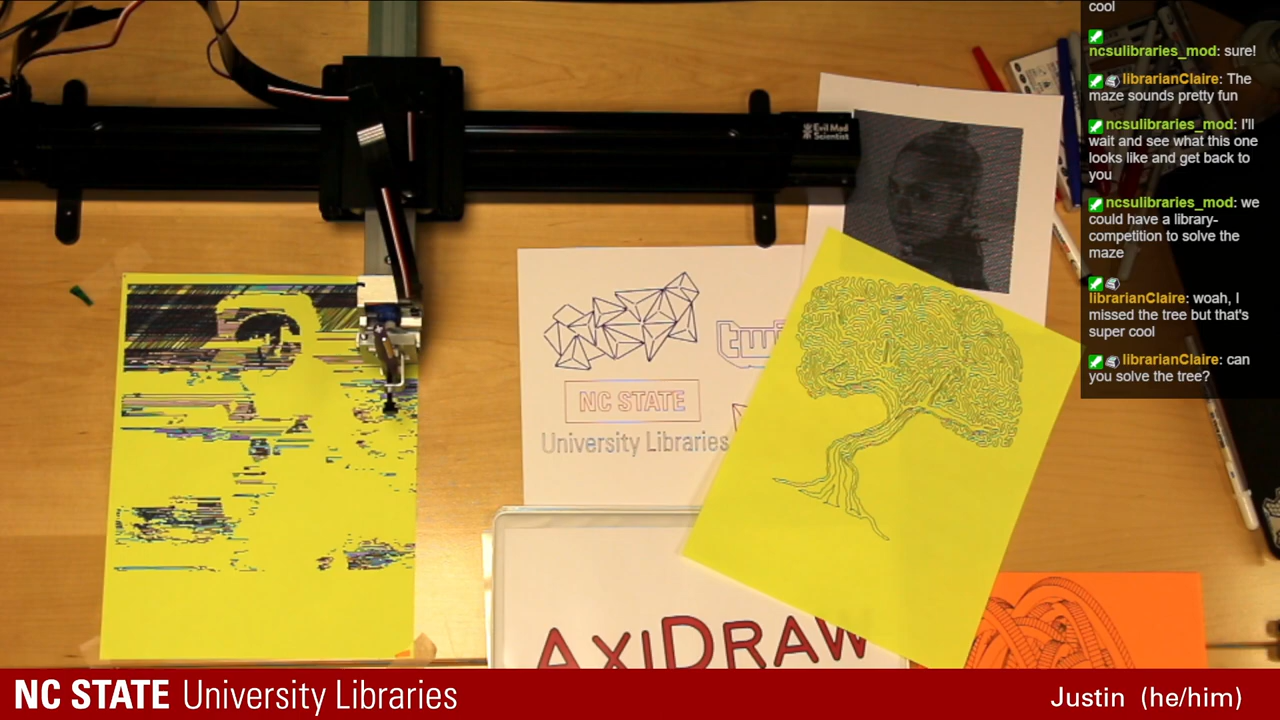 cool
ncsulibraries_mod: sure!
librarianClaire: The
maze sounds pretty fun
ncsulibraries_mod: I'll
wait and see what this one
looks like and get back to
you
ncsulibraries_mod: we
could have a library-
competition to solve the
maze
librarianClaire: woah, I
missed the tree but that's
super cool
librarianClaire: can
you solve the tree?
Evil Mad
Scientist
twi
NC STATE
University Libraries
AXIDRAW
NC STATE University Libraries
Justin (he/him)